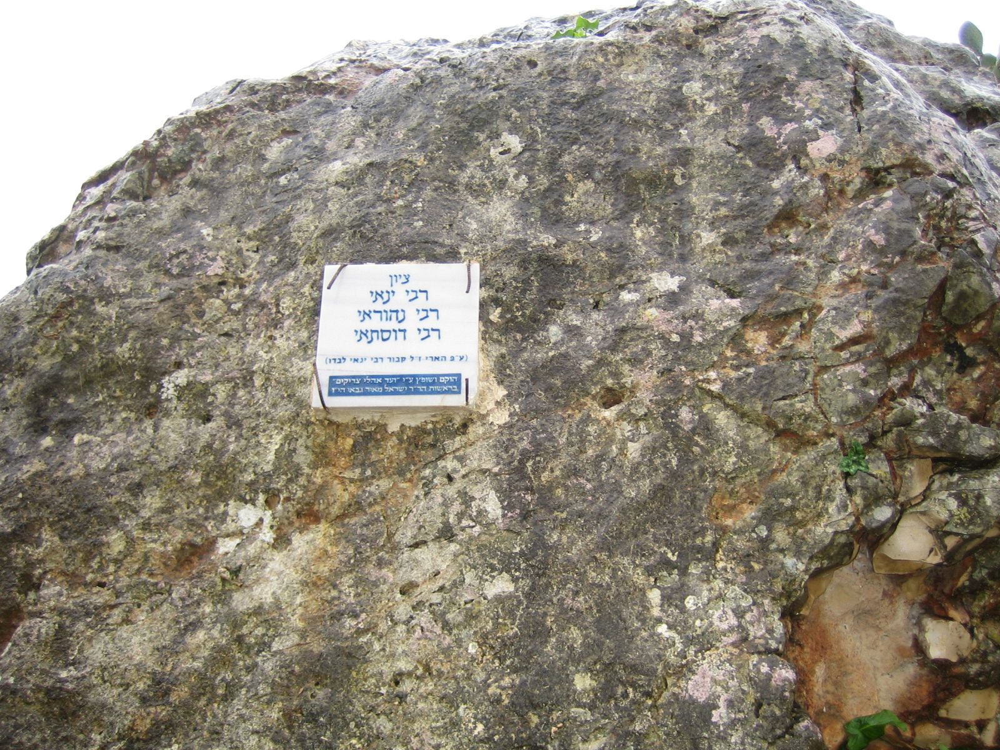 ציון
רבי ינאי
רבי נהוראי
רבי דוסתאי
(ע״פ הארי ז״ל קבור רבי ינאי לבדו)
הוקם ושופץ ע״י ״ועד אהלי צדיקים״
בראשות הר״ר ישראל מאיר גבאי הי״ו